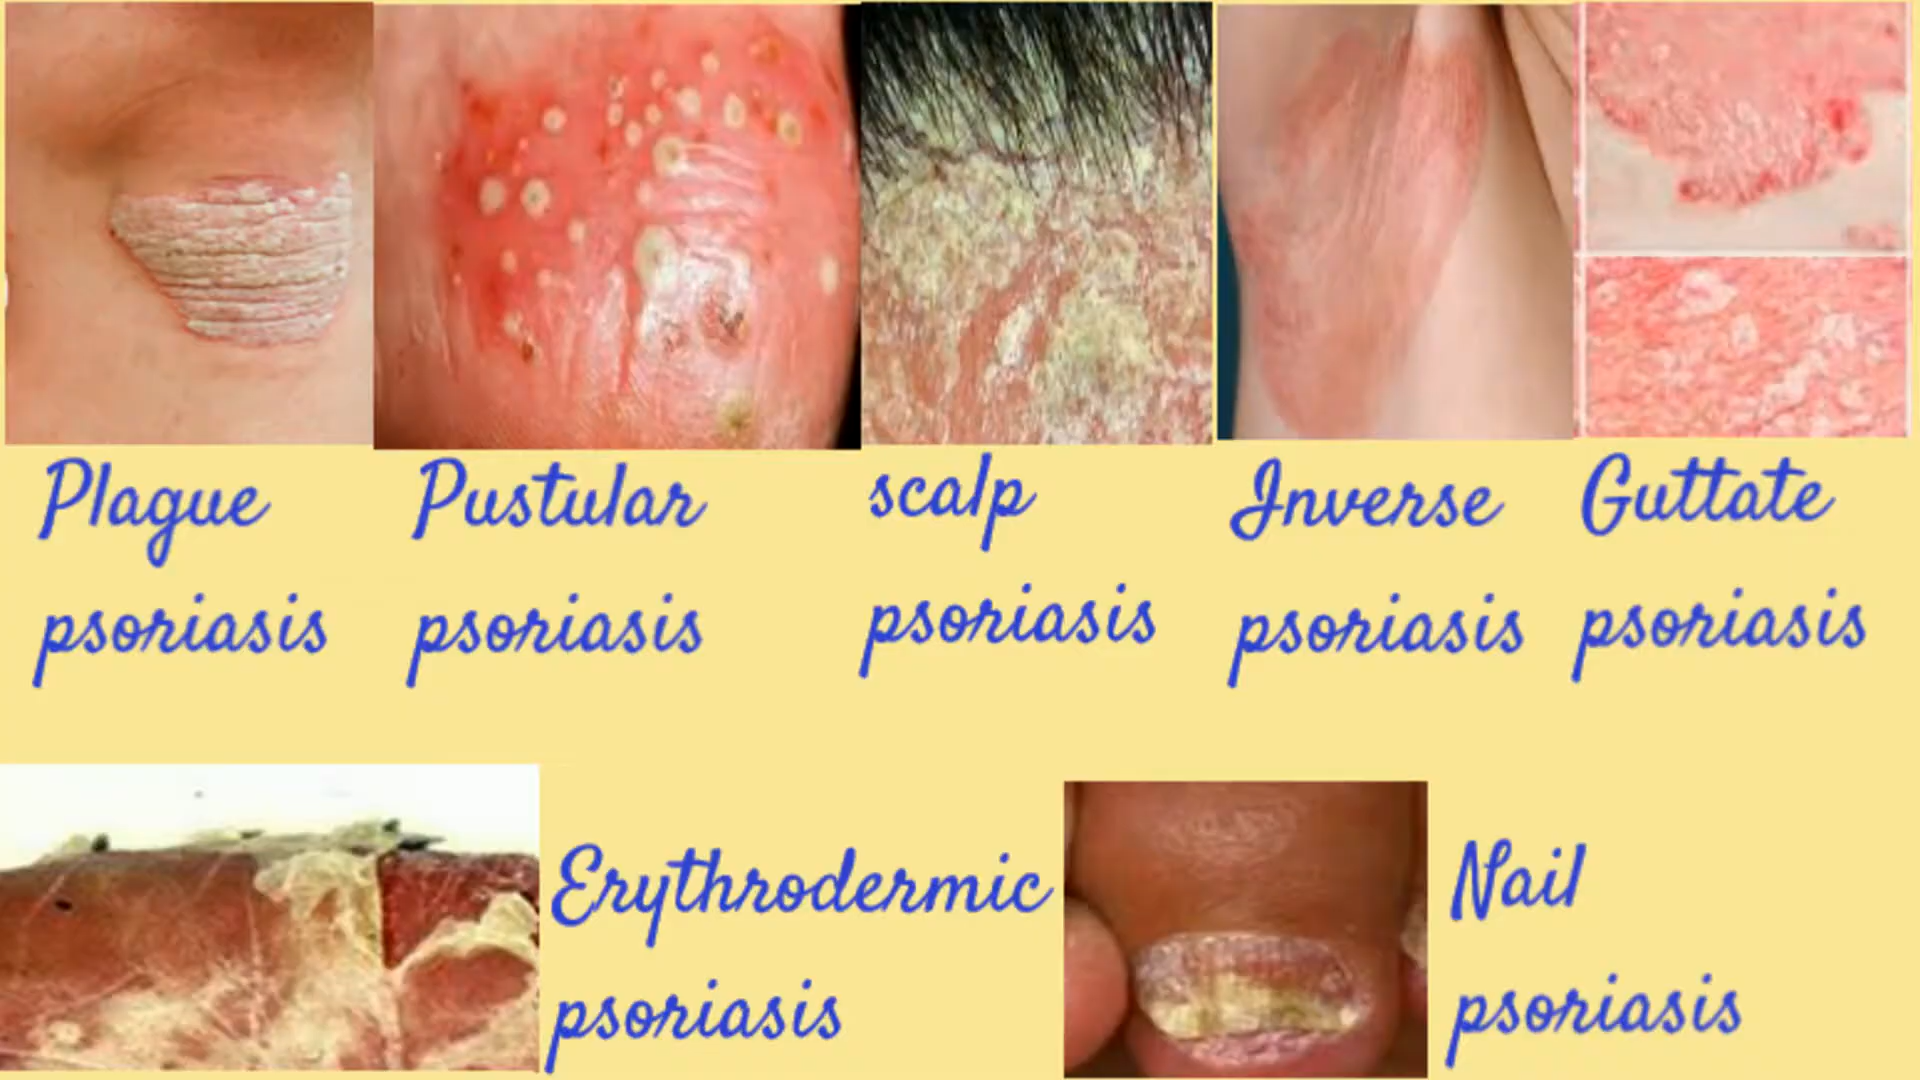 Plague
psoriasis
Pustular
psoriasis
scalp
psoriasis
Inverse
psoriasis
Guttate
psoriasis
Erythrodermic
psoriasis
Nail
psoriasis